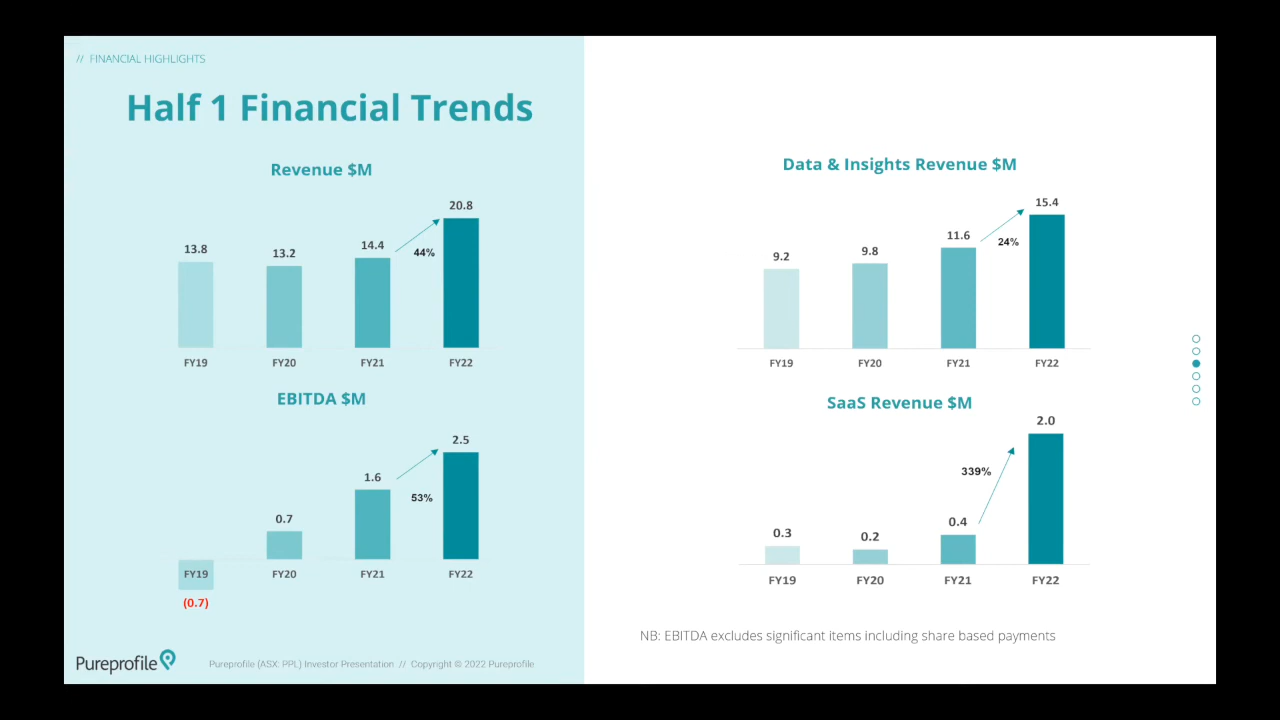 // FINANCIAL HIGHLIGHTS
Half 1 Financial Trends
Revenue $M
13.8
13.2
14.4
44%
20.8
FY19 FY20 FY21 FY22
EBITDA $M
0.7
1.6
53%
2.5
FY19 FY20 FY21 FY22
(0.7)
Data & Insights Revenue $M
9.2
9.8
11.6
24%
15.4
FY19 FY20 FY21 FY22
SaaS Revenue $M
0.3
0.2
0.4
339%
2.0
FY19 FY20 FY21 FY22
NB: EBITDA excludes significant items including share based payments
Pureprofile
Pureprofile (ASX: PPL) Investor Presentation // Copyright © 2022 Pureprofile